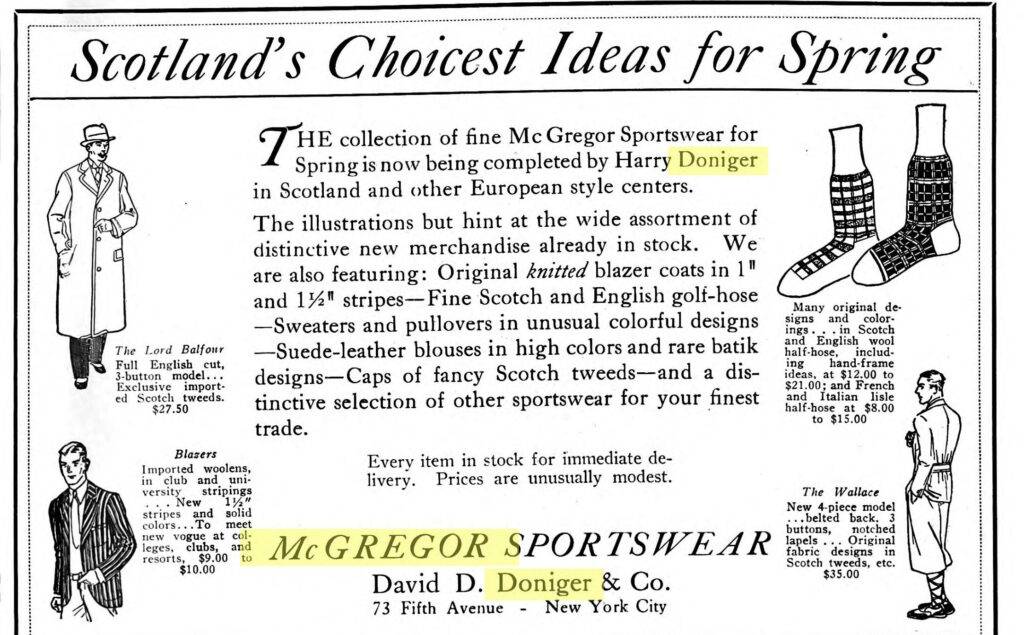 Scotland's Choicest Ideas for Spring
THE collection of fine McGregor Sportswear for
Spring is now being completed by Harry Doniger
in Scotland and other European style centers.
The illustrations but hint at the wide assortment of
distinctive new merchandise already in stock. We
are also featuring: Original knitted blazer coats in 1"
and 1½" stripes—Fine Scotch and English golf-hose
—Sweaters and pullovers in unusual colorful designs
—Suede-leather blouses in high colors and rare batik
designs—Caps of fancy Scotch tweeds—and a dis-
tinctive selection of other sportswear for your finest
trade.
Every item in stock for immediate de-
livery. Prices are unusually modest.
The Lord Balfour
Full English cut,
3-button model...
Exclusive import-
ed Scotch tweeds.
$27.50
Blazers
Imported woolens,
in club and uni-
versity stripings
. . . New 1½"
stripes and solid
colors...To meet
new vogue at col-
leges, clubs, and
resorts, $9.00 to
$10.00
Many original de-
signs and color-
ings . . . in Scotch
and English wool
half-hose, includ-
ing hand-frame
ideas, at $12.00 to
$21.00; and French
and Italian lisle
half-hose at $8.00
to $15.00
The Wallace
New 4-piece model
...belted back. 3
buttons, notched
lapels . . . Original
fabric designs in
Scotch tweeds, etc.
$35.00
McGREGOR SPORTSWEAR
David D. Doniger & Co.
73 Fifth Avenue - New York City